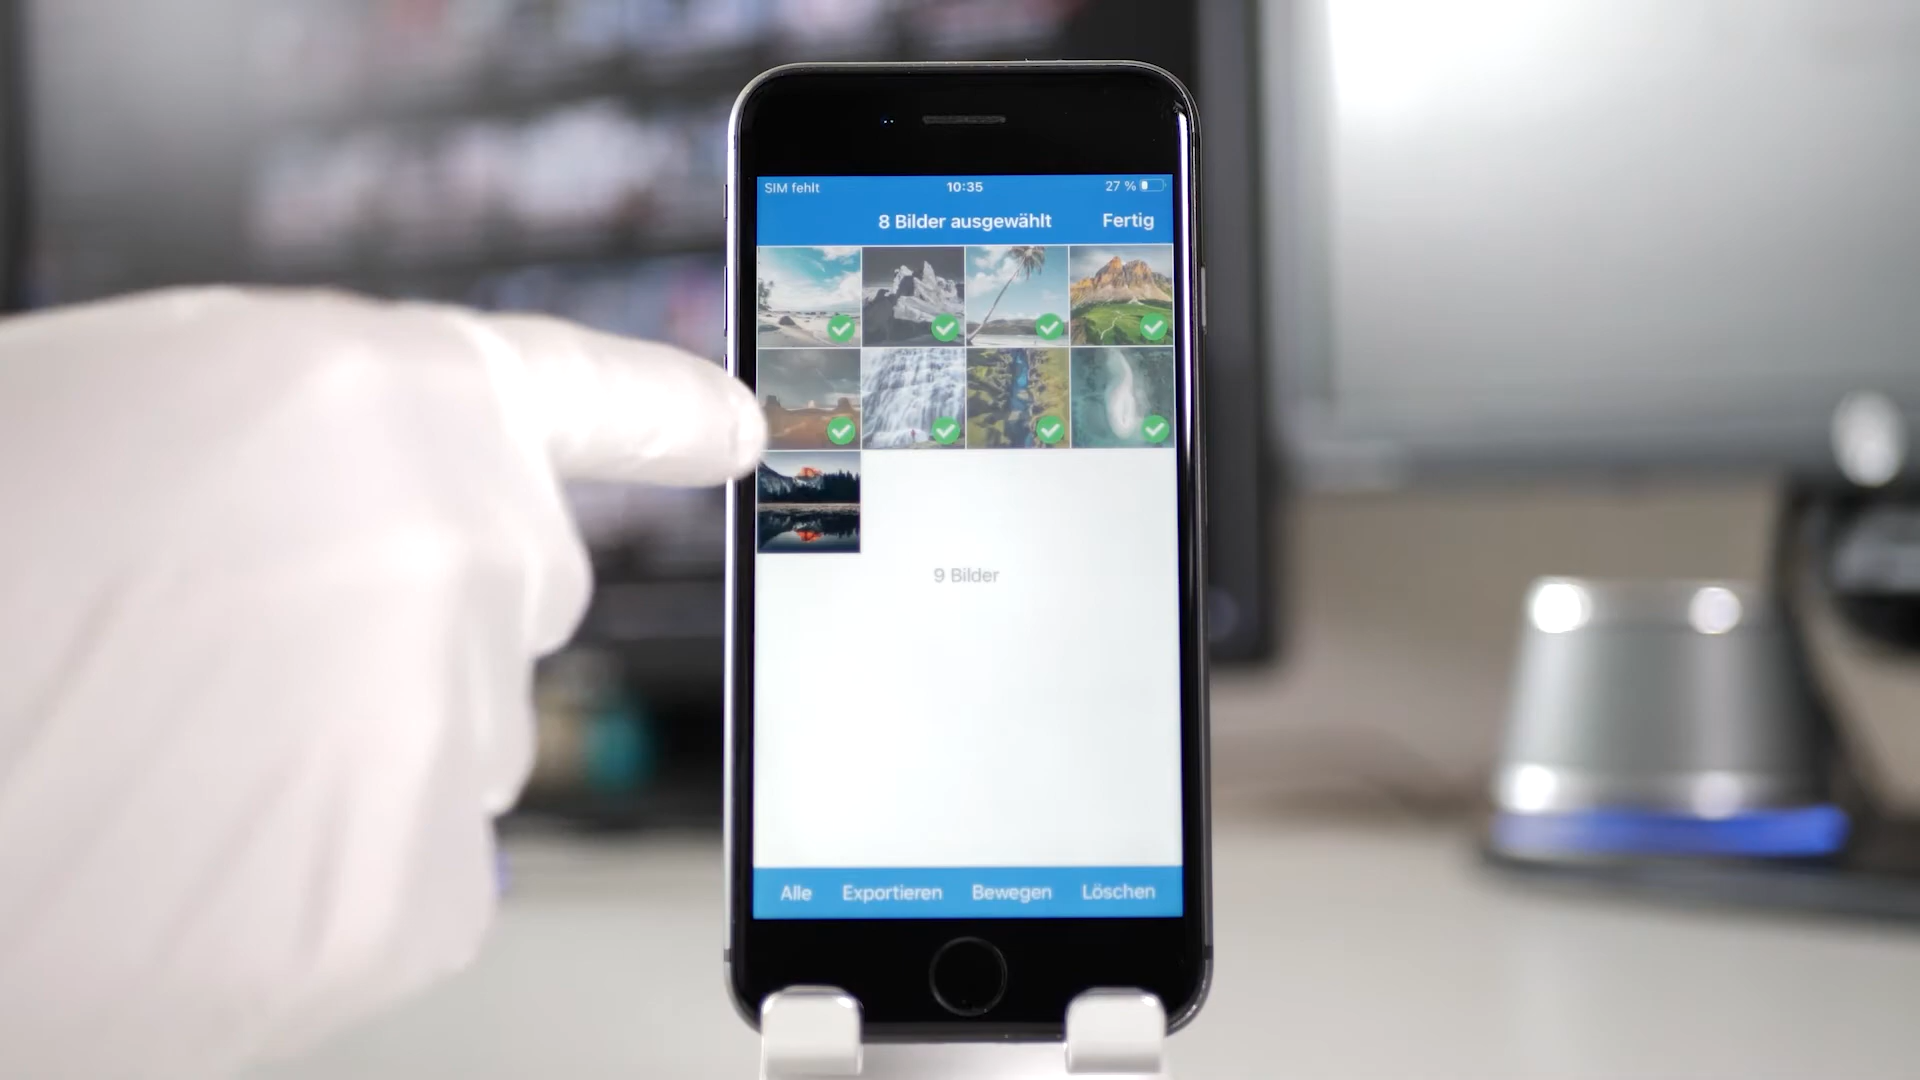 SIM fehlt 10:35 27 %
8 Bilder ausgewählt Fertig
9 Bilder
Alle Exportieren Bewegen Löschen